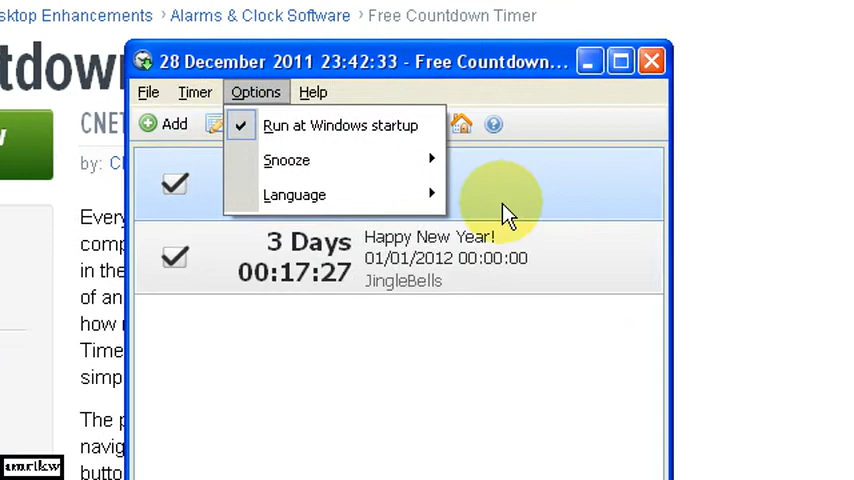 sktop Enhancements › Alarms & Clock Software › Free Countdown Timer
tdown
CNET
by: C
Every
comp
in the
of an
how
Time
simp
The p
navig
butto
28 December 2011 23:42:33 - Free Countdown...
File Timer Options Help
Add
Run at Windows startup
Snooze
Language
3 Days
00:17:27
Happy New Year!
01/01/2012 00:00:00
JingleBells
amrikw